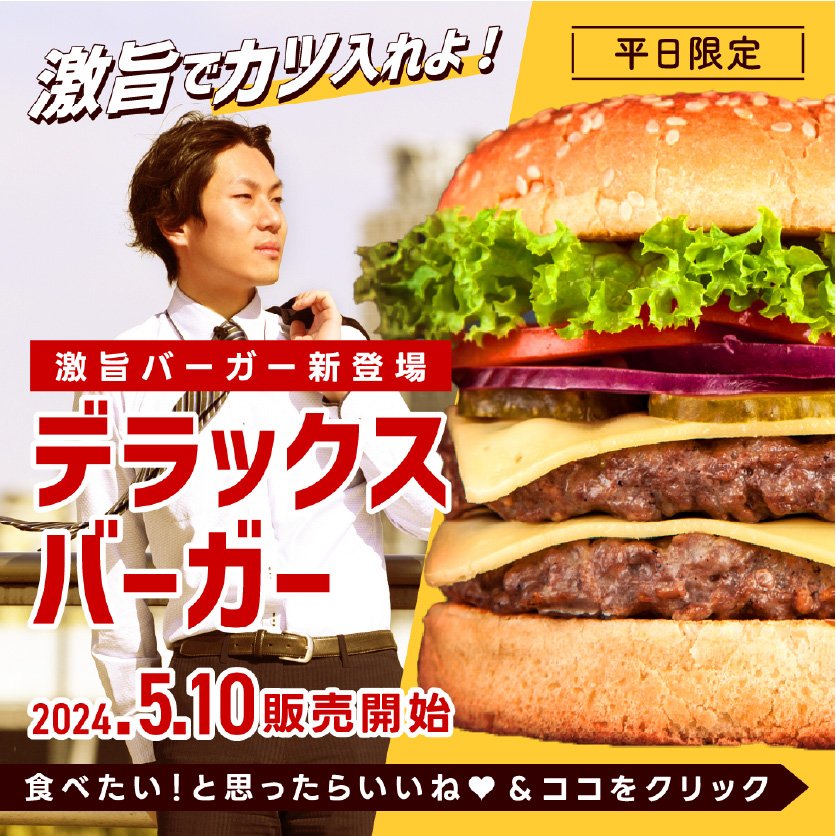 激旨でカツ入れよ！
平日限定
激旨バーガー新登場
デラックス
バーガー
2024.5.10販売開始
食べたい！と思ったらいいね♥＆ココをクリック